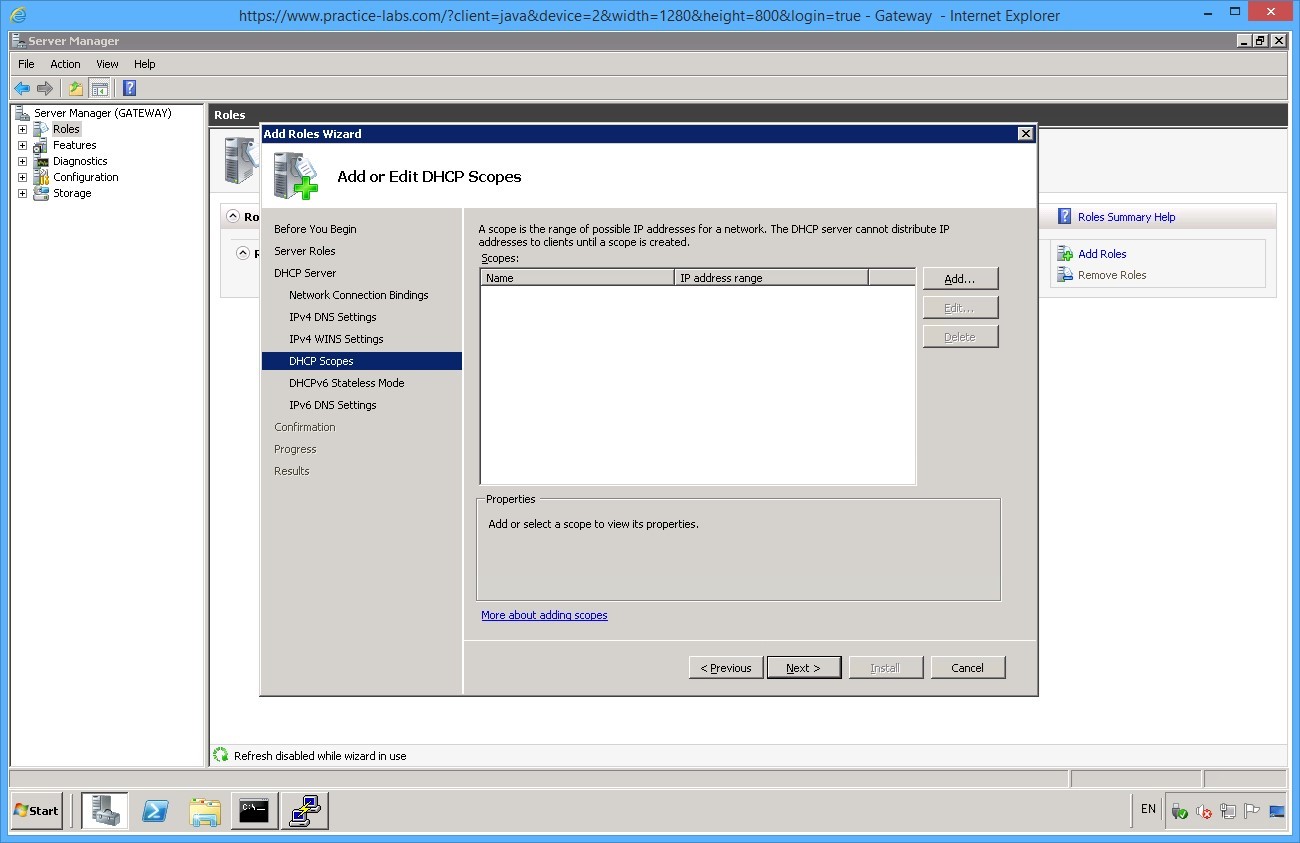 https://www.practice-labs.com/?client=java&device=2&width=1280&height=800&login=true - Gateway - Internet Explorer
Server Manager
File Action View Help
Server Manager (GATEWAY)
Roles
Features
Diagnostics
Configuration
Storage
Roles
Ro
Roles Summary Help
Add Roles
Remove Roles
Add Roles Wizard
Add or Edit DHCP Scopes
Before You Begin
Server Roles
DHCP Server
Network Connection Bindings
IPv4 DNS Settings
IPv4 WINS Settings
DHCP Scopes
DHCPv6 Stateless Mode
IPv6 DNS Settings
Confirmation
Progress
Results
A scope is the range of possible IP addresses for a network. The DHCP server cannot distribute IP
addresses to clients until a scope is created.
Scopes:
Name IP address range
Add...
Edit...
Delete
Properties
Add or select a scope to view its properties.
More about adding scopes
< Previous Next > Install Cancel
Refresh disabled while wizard in use
Start
C:\
EN